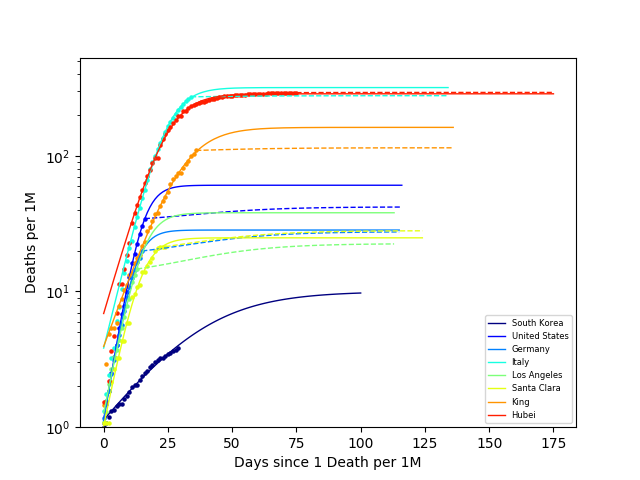 10²
10¹
10⁰
Deaths per 1M
0 25 50 75 100 125 150 175
Days since 1 Death per 1M
South Korea
United States
Germany
Italy
Los Angeles
Santa Clara
King
Hubei